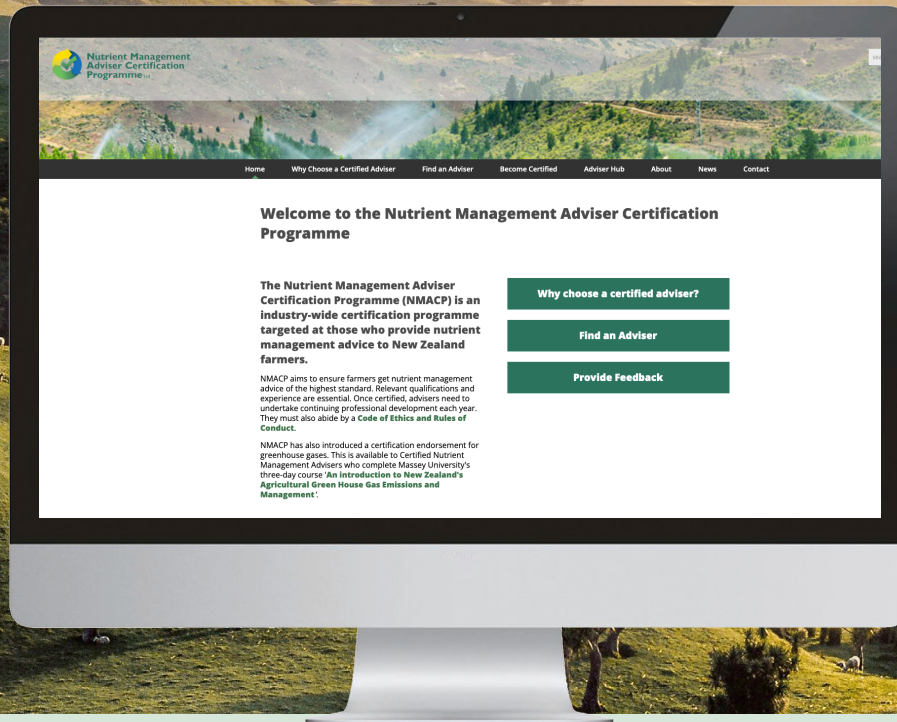 Nutrient Management
Adviser Certification
Programme
Home Why Choose a Certified Adviser Find an Adviser Become Certified Adviser Hub About News Contact
Welcome to the Nutrient Management Adviser Certification
Programme
The Nutrient Management Adviser
Certification Programme (NMACP) is an
industry-wide certification programme
targeted at those who provide nutrient
management advice to New Zealand
farmers.
NMACP aims to ensure farmers get nutrient management
advice of the highest standard. Relevant qualifications and
experience are essential. Once certified, advisers need to
undertake continuing professional development each year.
They must also abide by a Code of Ethics and Rules of
Conduct.
NMACP has also introduced a certification endorsement for
greenhouse gases. This is available to Certified Nutrient
Management Advisers who complete Massey University's
three-day course 'An introduction to New Zealand's
Agricultural Green House Gas Emissions and
Management'.
Why choose a certified adviser?
Find an Adviser
Provide Feedback